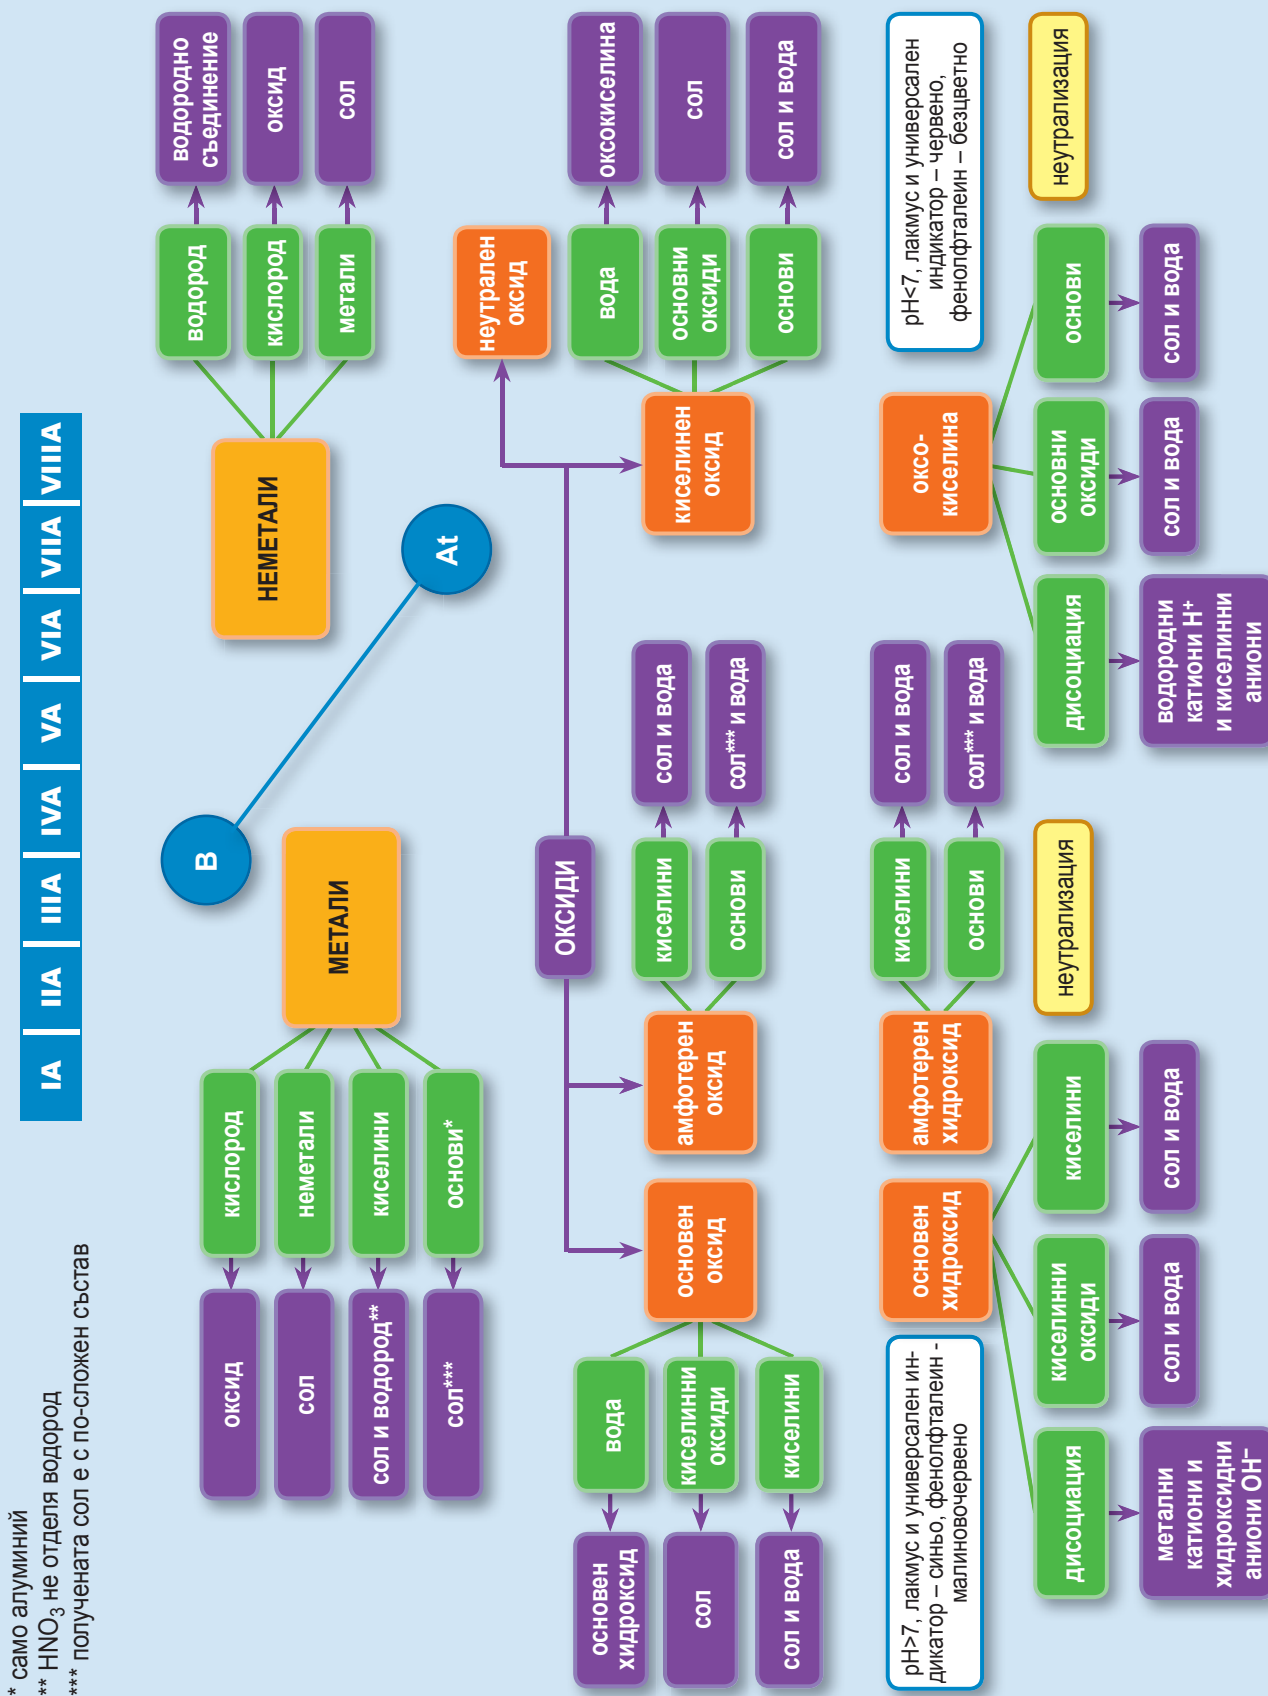 * само алуминий
** HNO₃ не отделя водород
*** получената сол е с по-сложен състав
IA
IIA
IIIA
IVA
VA
VIA
VIIA
VIIIA
B
At
МЕТАЛИ
кислород
оксид
неметали
сол
киселини
сол и водород**
основи*
сол***
НЕМЕТАЛИ
водород
водородно
съединение
кислород
оксид
метали
сол
ОКСИДИ
основен
оксид
вода
основен
хидроксид
киселинни
оксиди
сол
киселини
сол и вода
амфотерен
оксид
киселини
сол и вода
основи
сол*** и вода
неутрален
оксид
киселинен
оксид
вода
оксокиселина
основни
оксиди
сол
основи
сол и вода
pH>7, лакмус и универсален ин-
дикатор – синьо, фенолфталеин -
малиновочервено
основен
хидроксид
дисоциация
метални
катиони и
хидроксидни
аниони OH⁻
киселинни
оксиди
сол и вода
киселини
сол и вода
неутрализация
амфотерен
хидроксид
киселини
сол и вода
основи
сол*** и вода
оксо-
киселина
дисоциация
водородни
катиони H⁺
и киселинни
аниони
основни
оксиди
сол и вода
основи
сол и вода
pH<7, лакмус и универсален
индикатор – червено,
фенолфталеин – безцветно
неутрализация